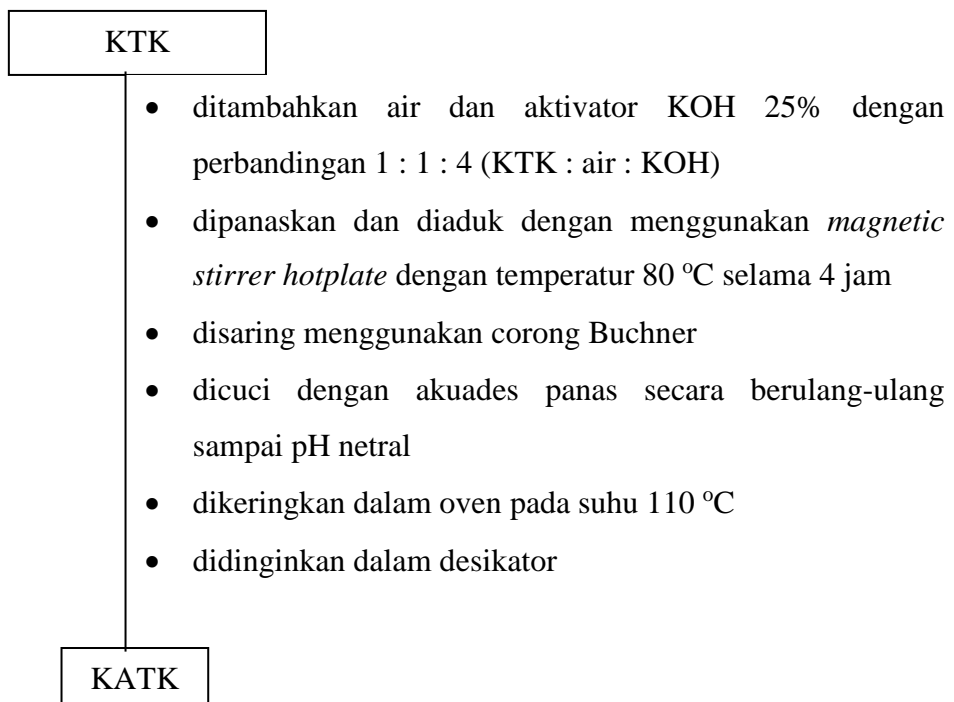 KTK
• ditambahkan air dan aktivator KOH 25% dengan
perbandingan 1 : 1 : 4 (KTK : air : KOH)
• dipanaskan dan diaduk dengan menggunakan magnetic
stirrer hotplate dengan temperatur 80 ºC selama 4 jam
• disaring menggunakan corong Buchner
• dicuci dengan akuades panas secara berulang-ulang
sampai pH netral
• dikeringkan dalam oven pada suhu 110 ºC
• didinginkan dalam desikator
KATK